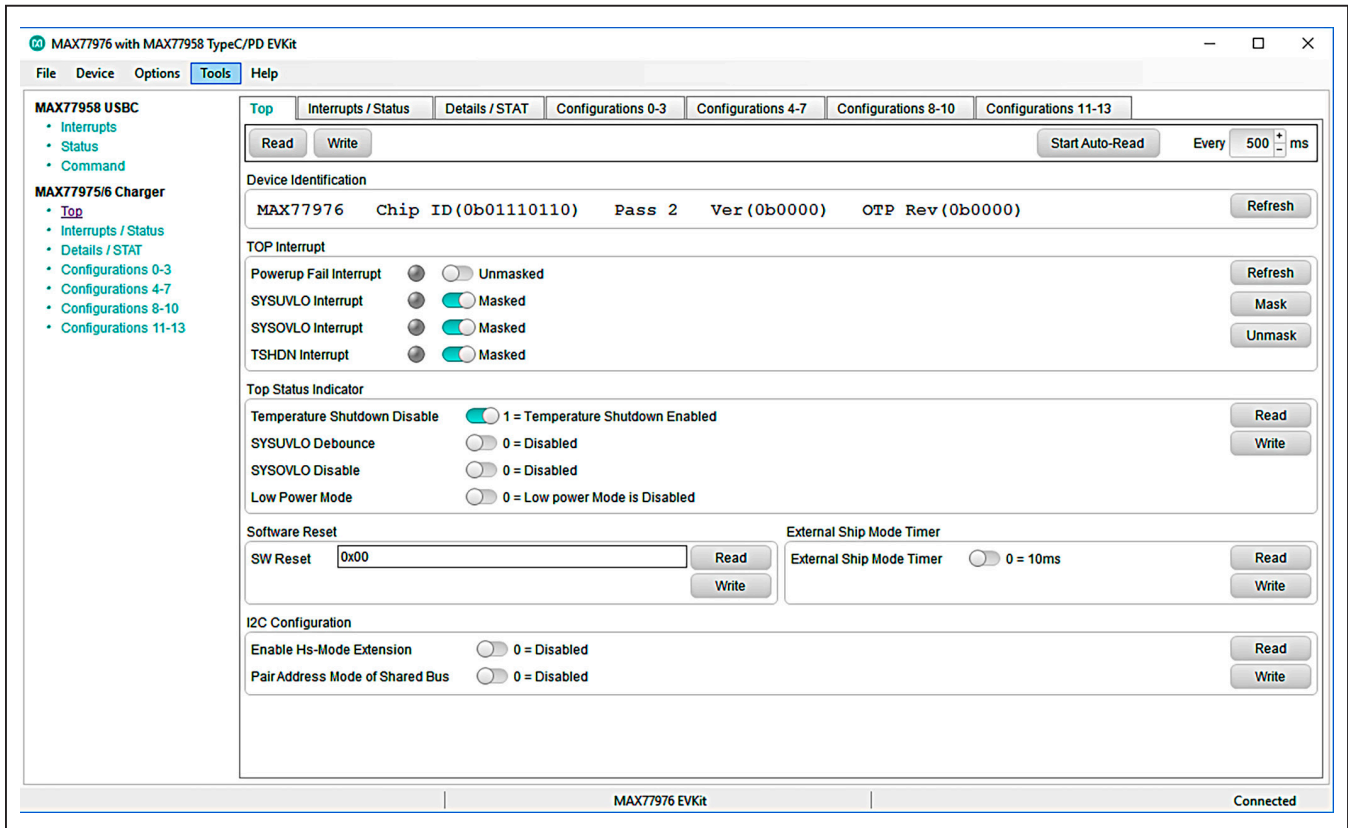 MAX77976 with MAX77958 TypeC/PD EVKit
File Device Options Tools Help
MAX77958 USBC
• Interrupts
• Status
• Command
MAX77975/6 Charger
• Top
• Interrupts / Status
• Details / STAT
• Configurations 0-3
• Configurations 4-7
• Configurations 8-10
• Configurations 11-13
Top Interrupts / Status Details / STAT Configurations 0-3 Configurations 4-7 Configurations 8-10 Configurations 11-13
Read Write Start Auto-Read Every 500 ms
Device Identification
MAX77976 Chip ID(0b01110110) Pass 2 Ver(0b0000) OTP Rev(0b0000) Refresh
TOP Interrupt
Powerup Fail Interrupt Unmasked Refresh
SYSUVLO Interrupt Masked Mask
SYSOVLO Interrupt Masked Unmask
TSHDN Interrupt Masked
Top Status Indicator
Temperature Shutdown Disable 1 = Temperature Shutdown Enabled Read
SYSUVLO Debounce 0 = Disabled Write
SYSOVLO Disable 0 = Disabled
Low Power Mode 0 = Low power Mode is Disabled
Software Reset External Ship Mode Timer
SW Reset 0x00 Read External Ship Mode Timer 0 = 10ms Read
Write Write
I2C Configuration
Enable Hs-Mode Extension 0 = Disabled Read
Pair Address Mode of Shared Bus 0 = Disabled Write
MAX77976 EVKit Connected